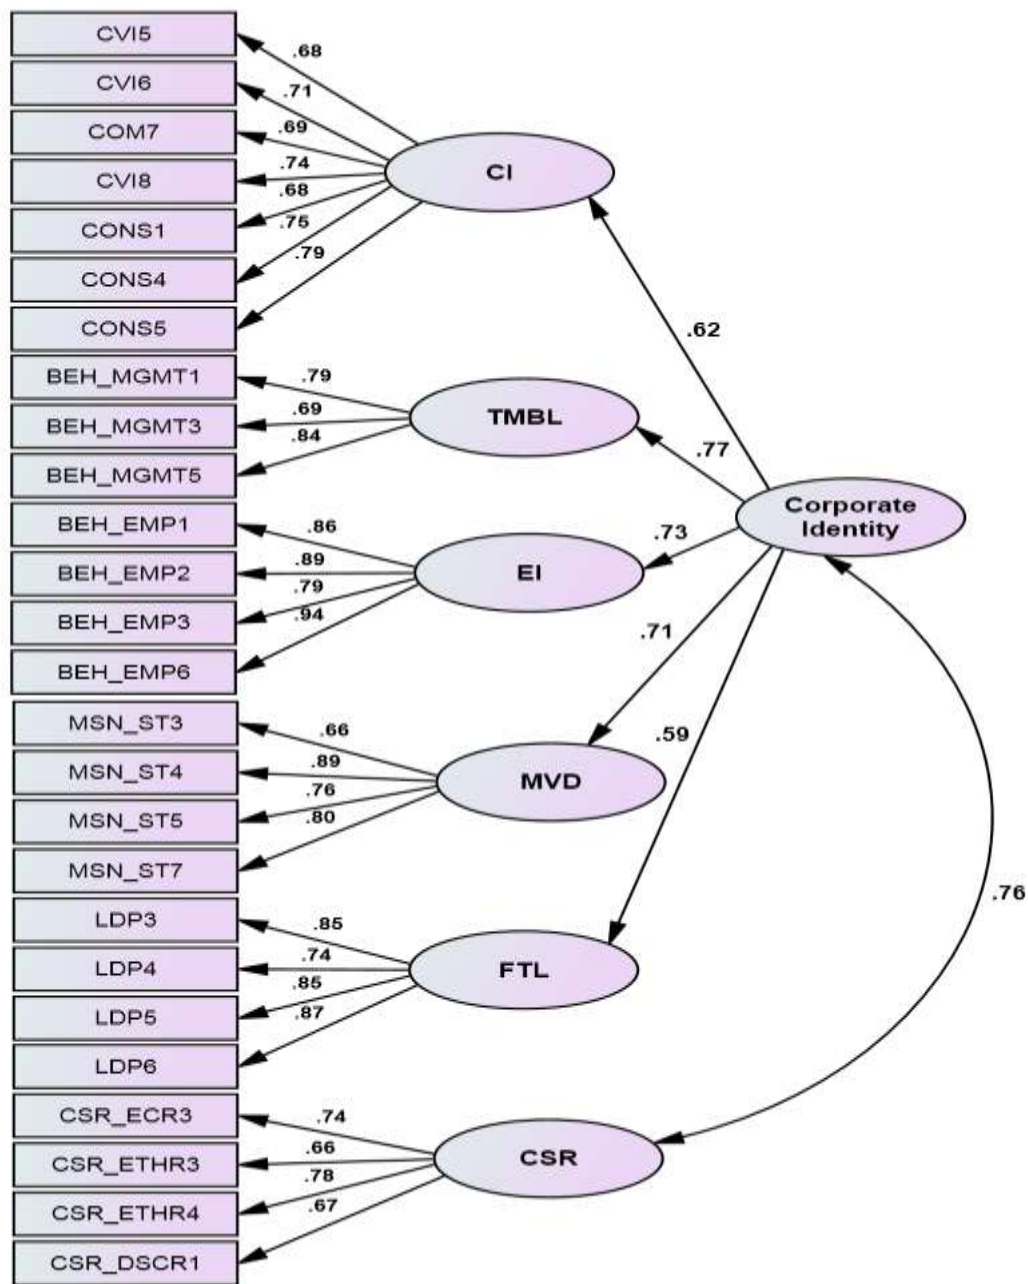 CVI5
CVI6
COM7
CVI8
CONS1
CONS4
CONS5
BEH_MGMT1
BEH_MGMT3
BEH_MGMT5
BEH_EMP1
BEH_EMP2
BEH_EMP3
BEH_EMP6
MSN_ST3
MSN_ST4
MSN_ST5
MSN_ST7
LDP3
LDP4
LDP5
LDP6
CSR_ECR3
CSR_ETHR3
CSR_ETHR4
CSR_DSCR1
.68
.71
.69
.74
.68
.75
.79
.79
.69
.84
.86
.89
.79
.94
.66
.89
.76
.80
.85
.74
.85
.87
.74
.66
.78
.67
CI
TMBL
EI
MVD
FTL
CSR
.62
.77
.73
.71
.59
Corporate
Identity
.76